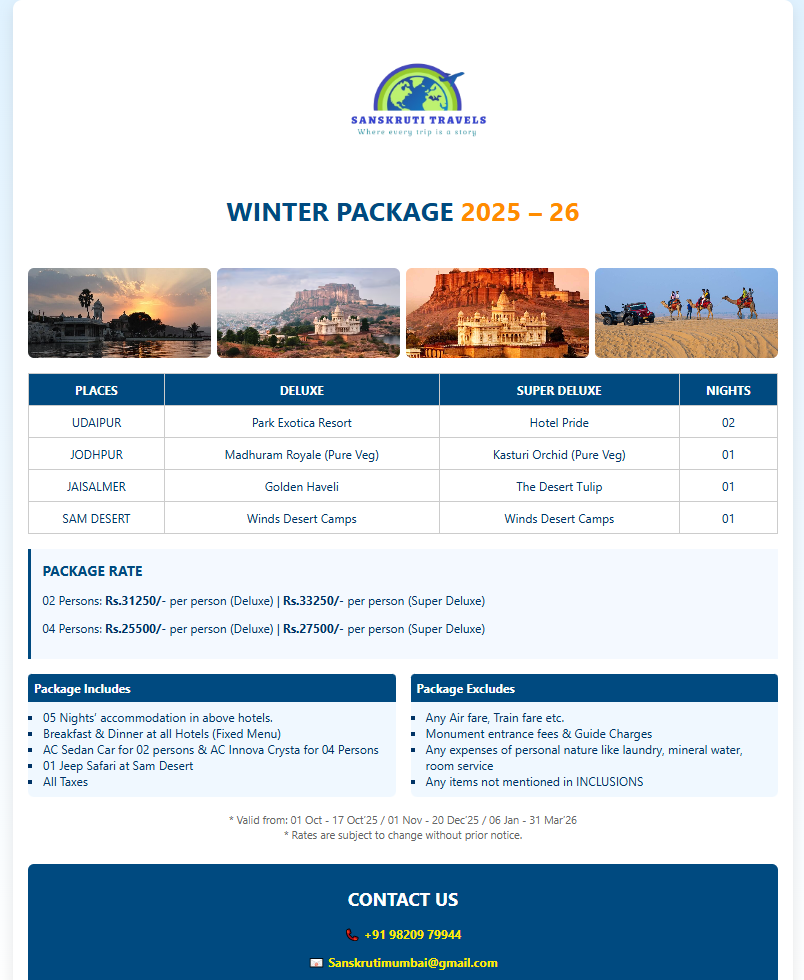 SANSKRUTI TRAVELS
Where every trip is a story
WINTER PACKAGE 2025 – 26
PLACES DELUXE SUPER DELUXE NIGHTS
UDAIPUR Park Exotica Resort Hotel Pride 02
JODHPUR Madhuram Royale (Pure Veg) Kasturi Orchid (Pure Veg) 01
JAISALMER Golden Haveli The Desert Tulip 01
SAM DESERT Winds Desert Camps Winds Desert Camps 01
PACKAGE RATE
02 Persons: Rs.31250/- per person (Deluxe) | Rs.33250/- per person (Super Deluxe)
04 Persons: Rs.25500/- per person (Deluxe) | Rs.27500/- per person (Super Deluxe)
Package Includes
05 Nights’ accommodation in above hotels.
Breakfast & Dinner at all Hotels (Fixed Menu)
AC Sedan Car for 02 persons & AC Innova Crysta for 04 Persons
01 Jeep Safari at Sam Desert
All Taxes
Package Excludes
Any Air fare, Train fare etc.
Monument entrance fees & Guide Charges
Any expenses of personal nature like laundry, mineral water,
room service
Any items not mentioned in INCLUSIONS
* Valid from: 01 Oct - 17 Oct’25 / 01 Nov - 20 Dec’25 / 06 Jan - 31 Mar’26
* Rates are subject to change without prior notice.
CONTACT US
+91 98209 79944
Sanskrutimumbai@gmail.com